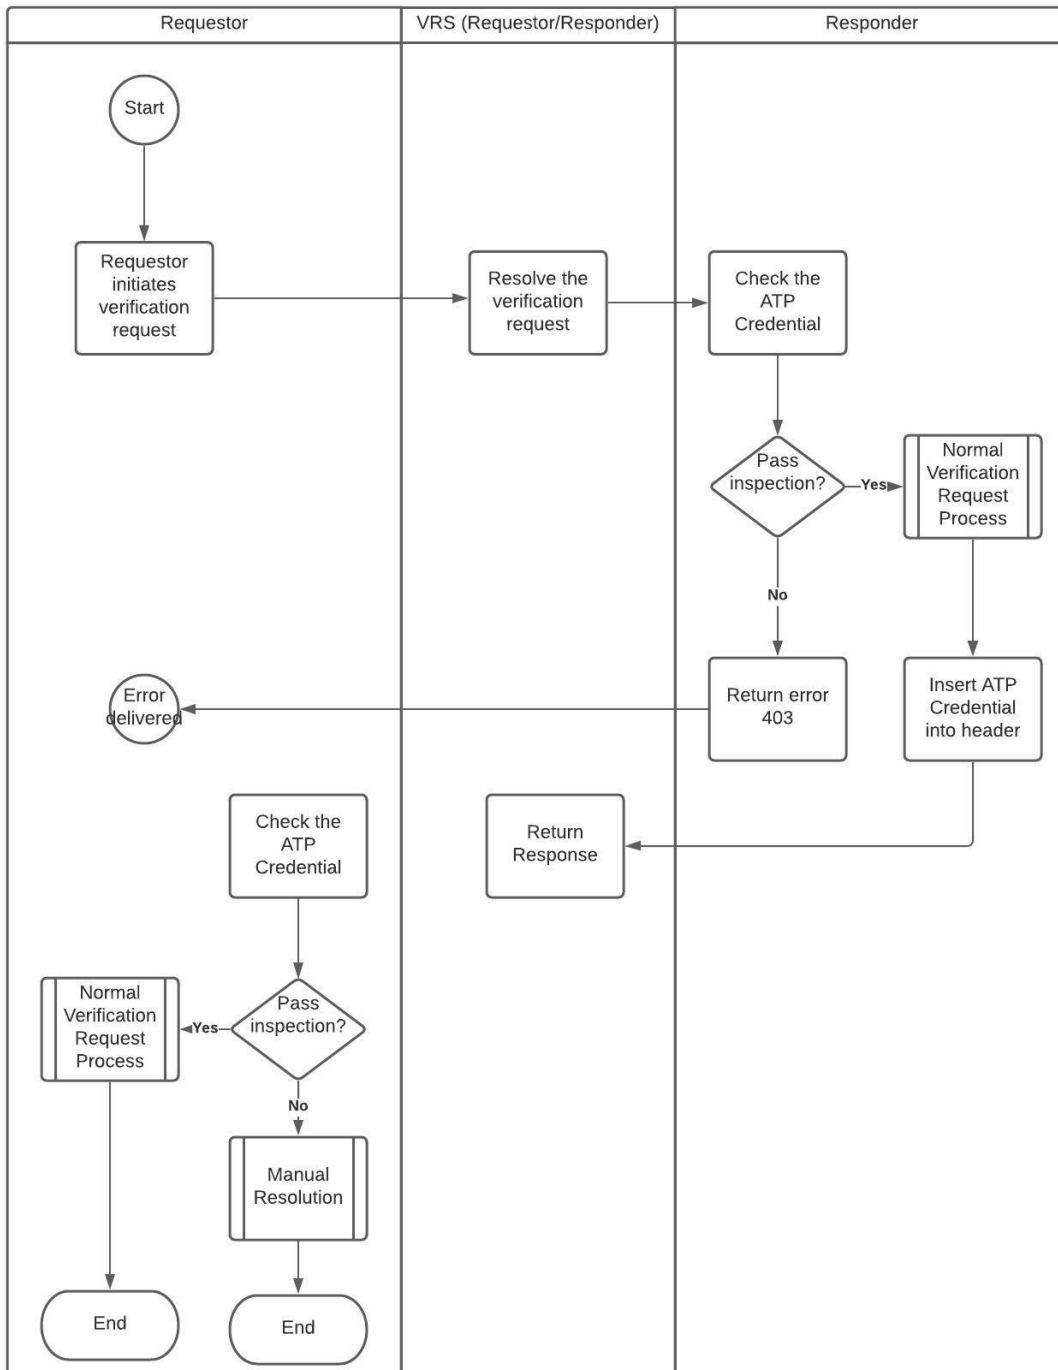 Requestor
VRS (Requestor/Responder)
Responder
Start
Requestor
initiates
verification
request
Resolve the
verification
request
Check the
ATP
Credential
Pass
inspection?
Yes
Normal
Verification
Request
Process
No
Error
delivered
Return error
403
Insert ATP
Credential
into header
Check the
ATP
Credential
Return
Response
Normal
Verification
Request
Process
Yes
Pass
inspection?
No
Manual
Resolution
End
End